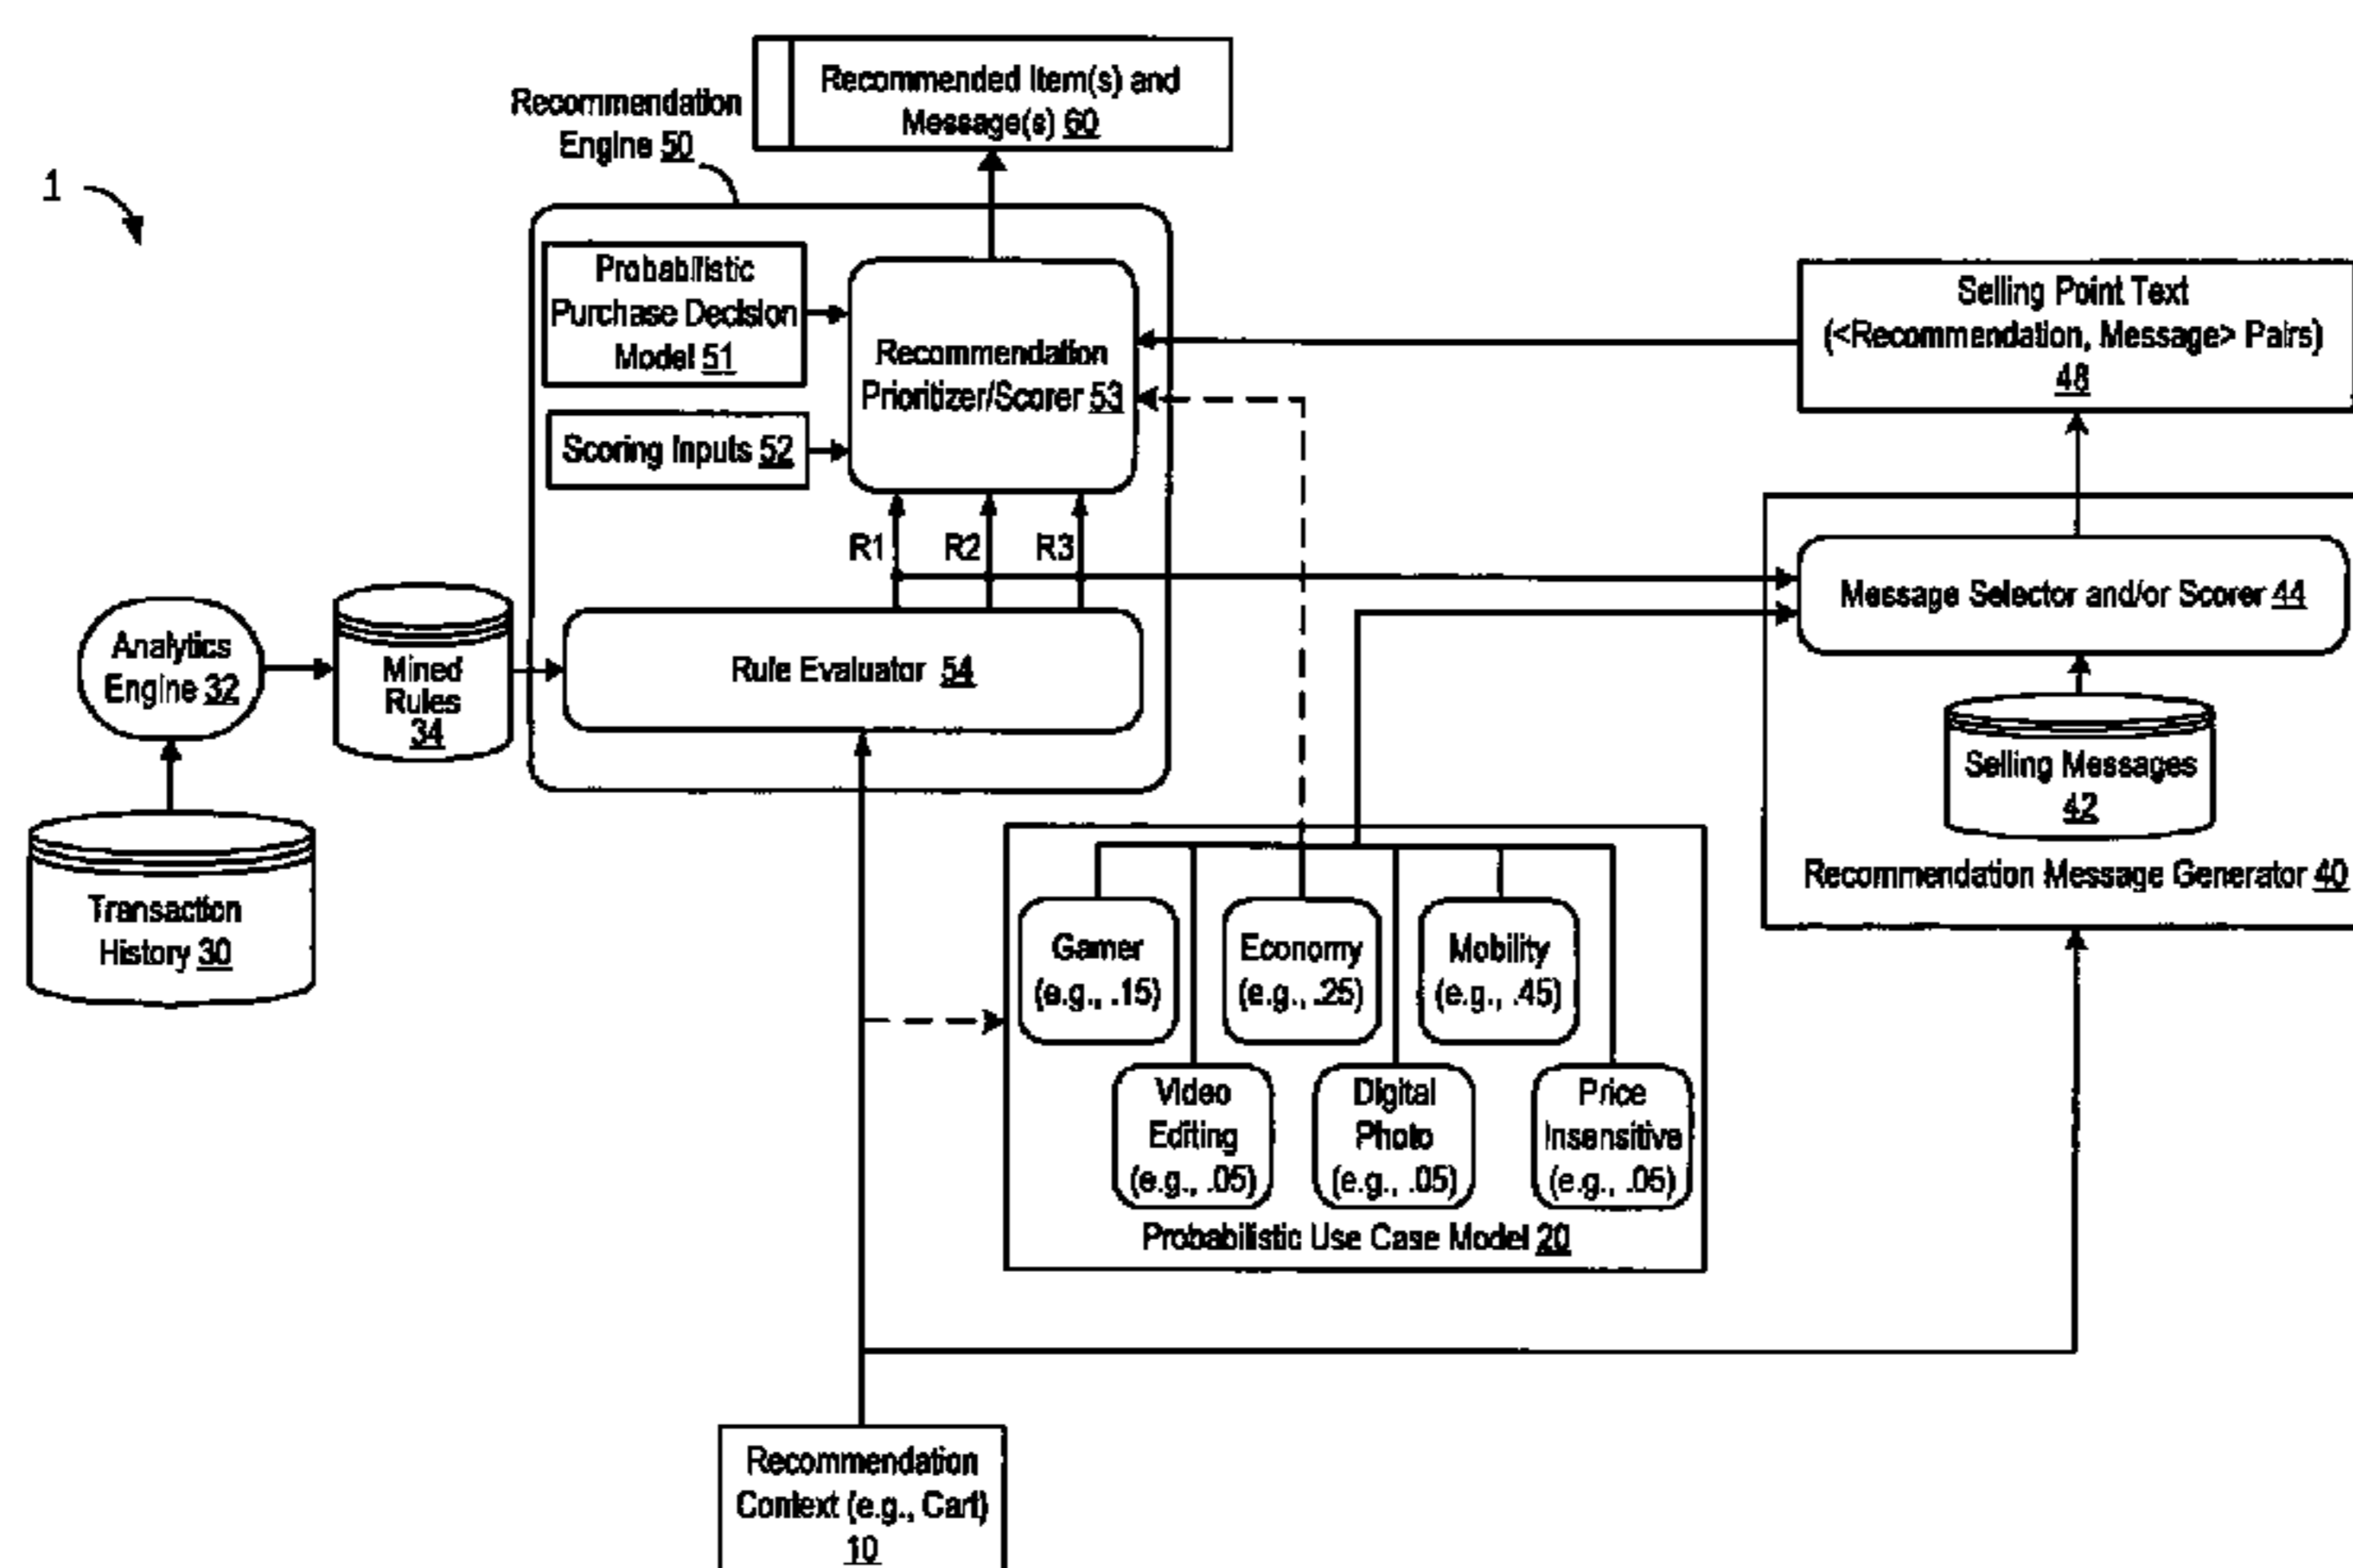 1
Recommendation
Engine 50
Recommended Item(s) and
Message(s) 60
Probabilistic
Purchase Decision
Model 51
Scoring Inputs 52
Recommendation
Prioritizer/Scorer 53
R1
R2
R3
Rule Evaluator 54
Analytics
Engine 32
Mined
Rules
34
Transaction
History 30
Selling Point Text
(<Recommendation, Message> Pairs)
48
Message Selector and/or Scorer 44
Selling Messages
42
Recommendation Message Generator 40
Gamer
(e.g., .15)
Economy
(e.g., .25)
Mobility
(e.g., .45)
Video
Editing
(e.g., .05)
Digital
Photo
(e.g., .05)
Price
Insensitive
(e.g., .05)
Probabilistic Use Case Model 20
Recommendation
Context (e.g., Cart)
10